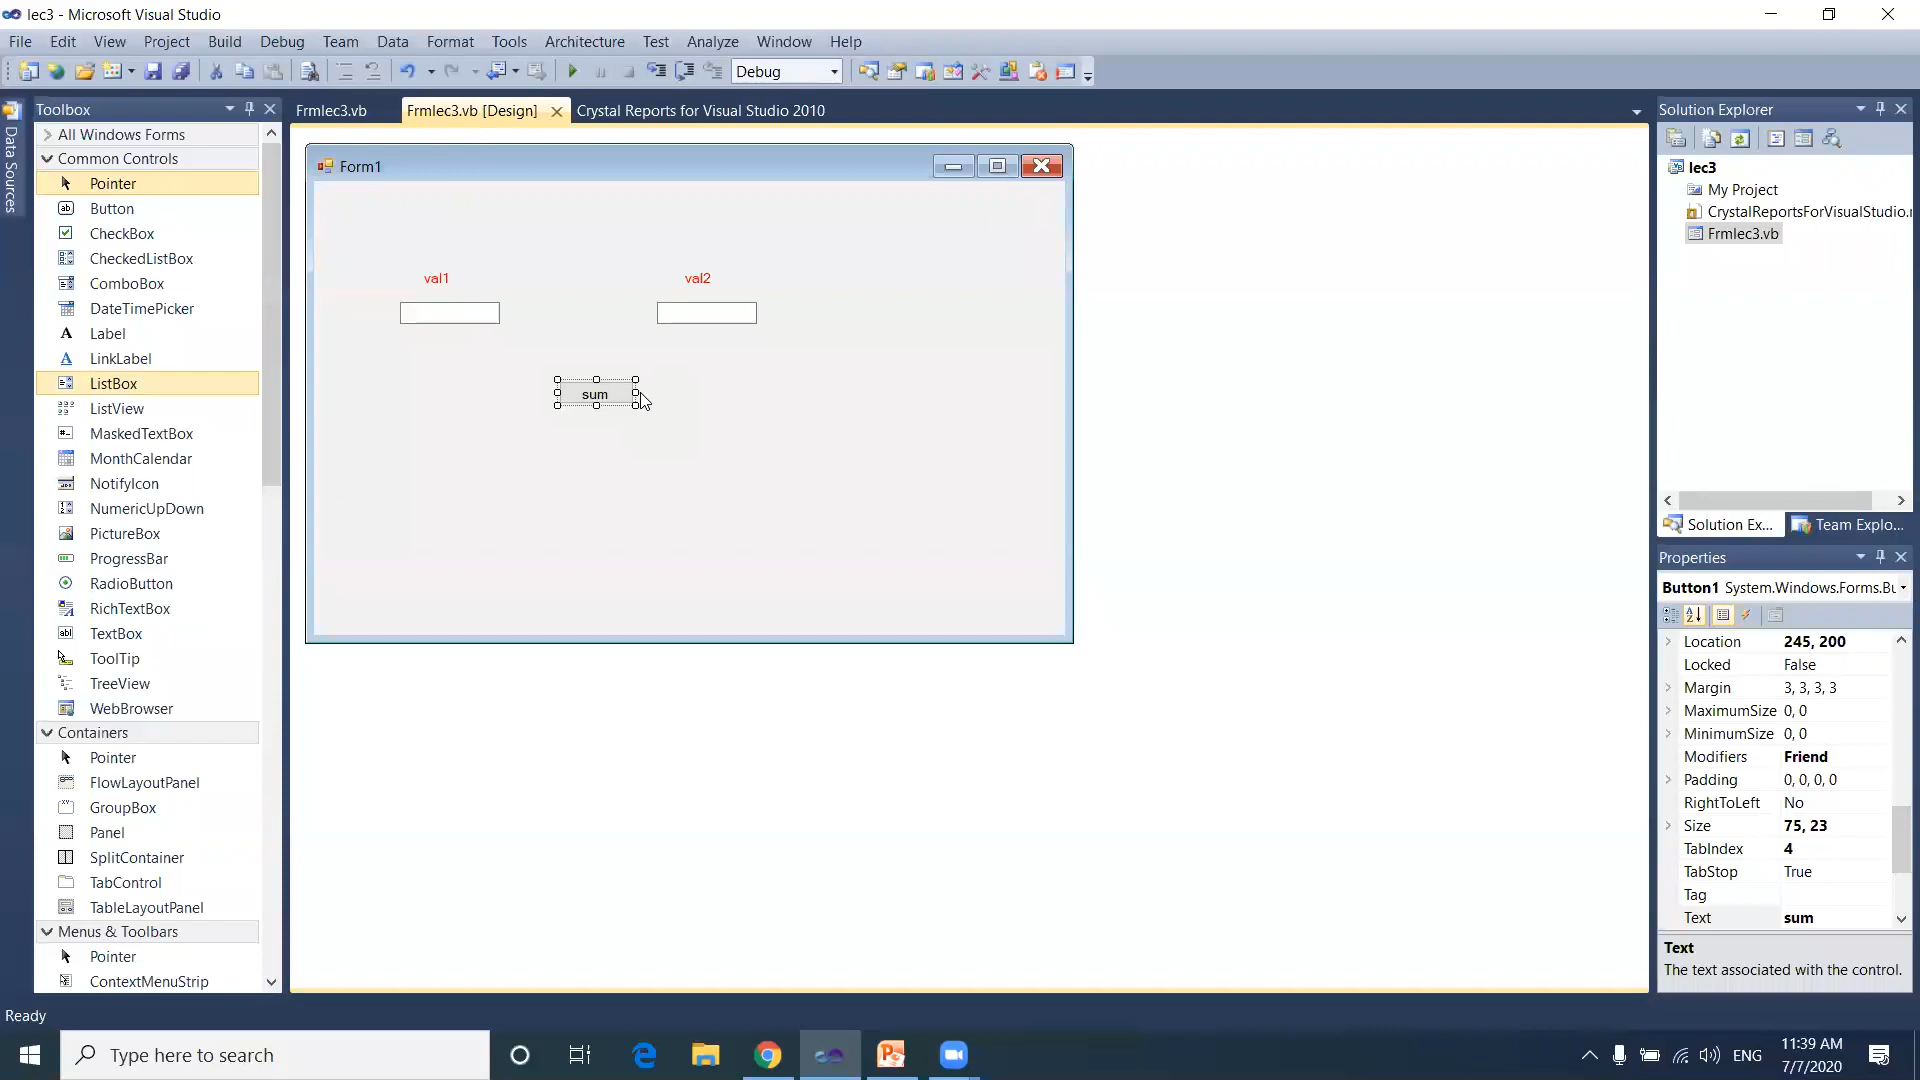 lec3 - Microsoft Visual Studio
File Edit View Project Build Debug Team Data Format Tools Architecture Test Analyze Window Help
Debug
Data Sources
Toolbox
All Windows Forms
Common Controls
Pointer
Button
CheckBox
CheckedListBox
ComboBox
DateTimePicker
Label
LinkLabel
ListBox
ListView
MaskedTextBox
MonthCalendar
NotifyIcon
NumericUpDown
PictureBox
ProgressBar
RadioButton
RichTextBox
TextBox
ToolTip
TreeView
WebBrowser
Containers
Pointer
FlowLayoutPanel
GroupBox
Panel
SplitContainer
TabControl
TableLayoutPanel
Menus & Toolbars
Pointer
ContextMenuStrip
Frmlec3.vb Frmlec3.vb [Design] Crystal Reports for Visual Studio 2010
Form1
val1 val2
sum
Solution Explorer
lec3
My Project
CrystalReportsForVisualStudio.r
Frmlec3.vb
Solution Ex... Team Explo...
Properties
Button1 System.Windows.Forms.Bu
Location 245, 200
Locked False
Margin 3, 3, 3, 3
MaximumSize 0, 0
MinimumSize 0, 0
Modifiers Friend
Padding 0, 0, 0, 0
RightToLeft No
Size 75, 23
TabIndex 4
TabStop True
Tag
Text sum
Text
The text associated with the control.
Ready
Type here to search
ENG
11:39 AM
7/7/2020